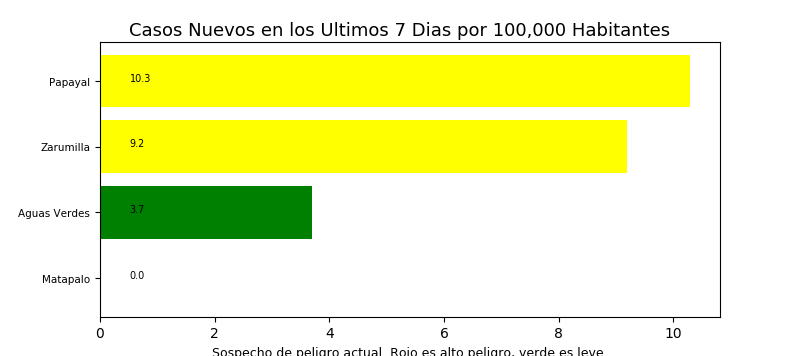 Casos Nuevos en los Ultimos 7 Dias por 100,000 Habitantes
Papayal
10.3
Zarumilla
9.2
Aguas Verdes
3.7
Matapalo
0.0
0 2 4 6 8 10
Sospecho de peligro actual. Rojo es alto peligro, verde es leve